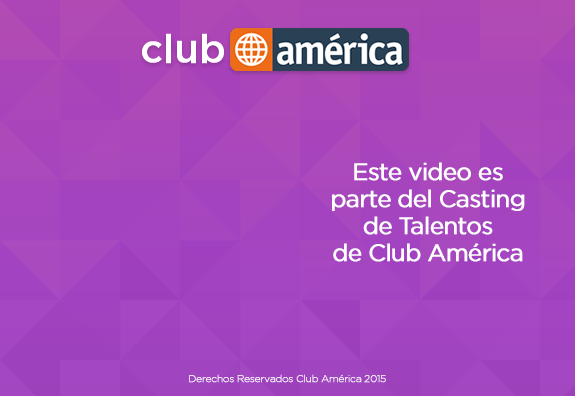 club américa
Este video es
parte del Casting
de Talentos
de Club América
Derechos Reservados Club América 2015